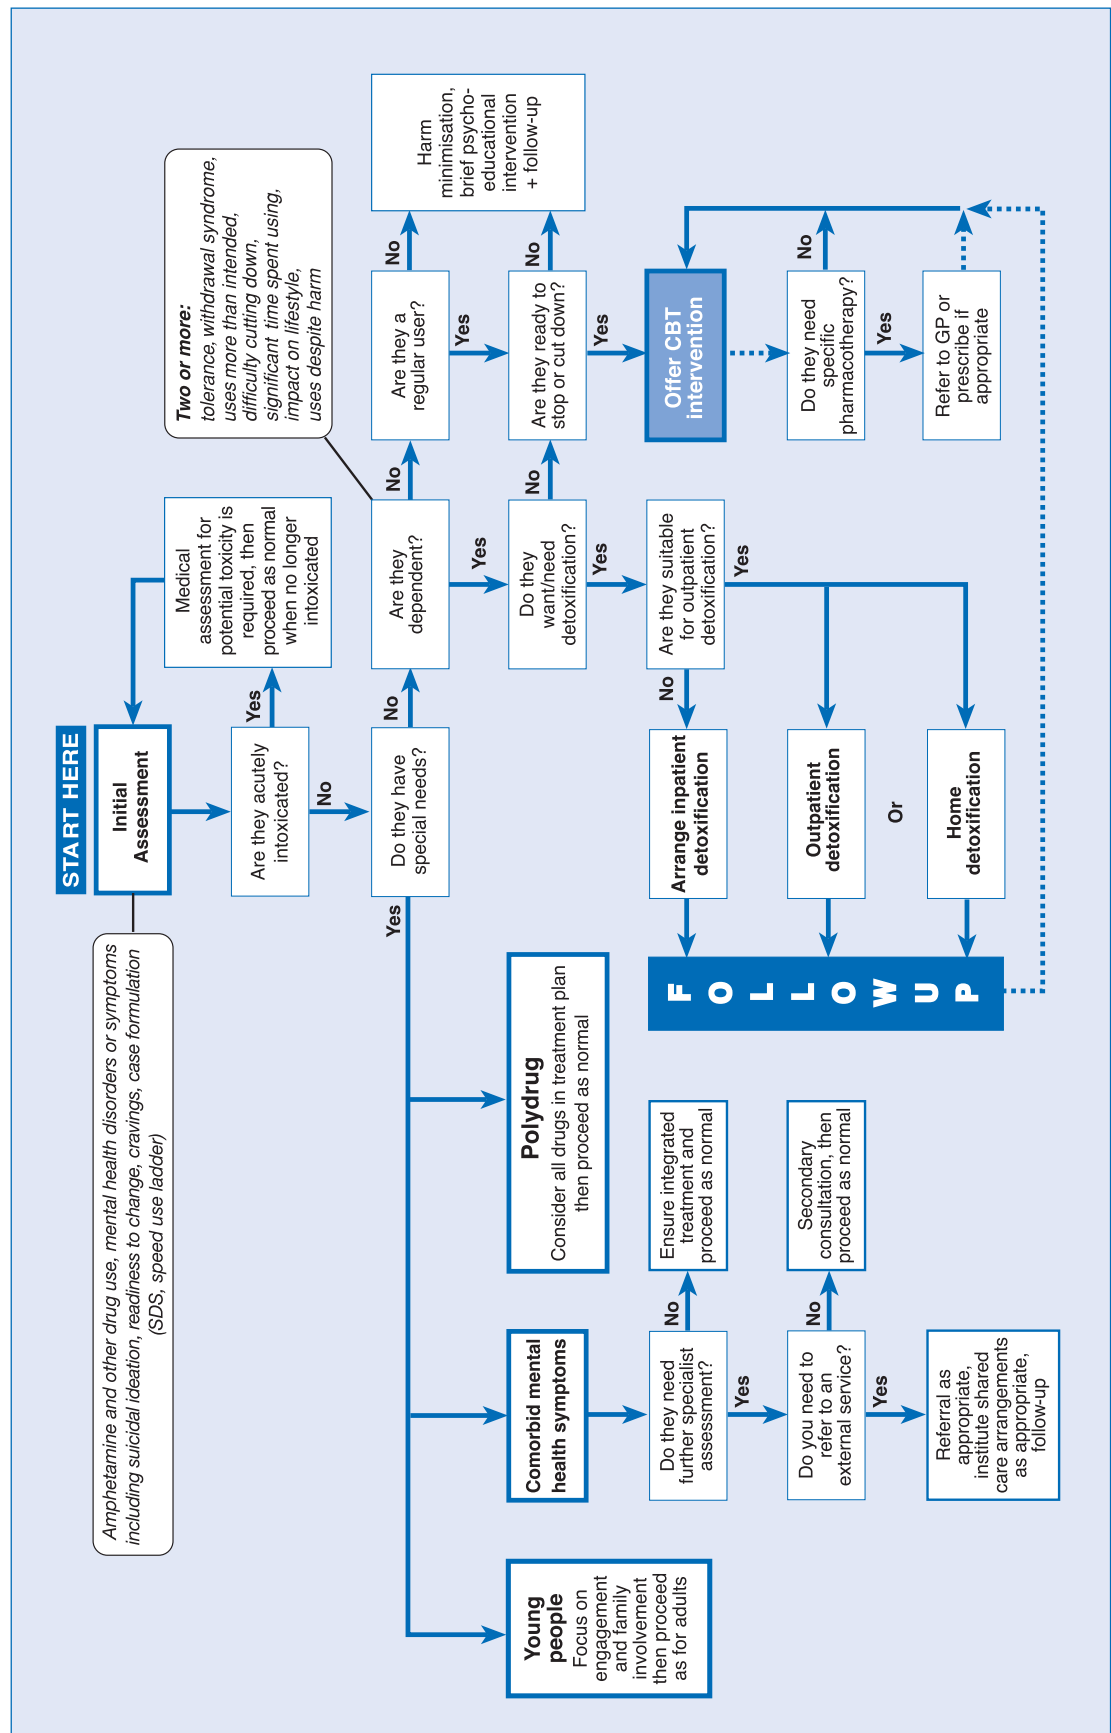 START HERE
Amphetamine and other drug use, mental health disorders or symptoms
including suicidal ideation, readiness to change, cravings, case formulation
(SDS, speed use ladder)
Initial
Assessment
Are they acutely
intoxicated?
Yes
Medical
assessment for
potential toxicity is
required, then
proceed as normal
when no longer
intoxicated
No
Two or more:
tolerance, withdrawal syndrome,
uses more than intended,
difficulty cutting down,
significant time spent using,
impact on lifestyle,
uses despite harm
Yes
Do they have
special needs?
No
Are they
dependent?
No
Are they a
regular user?
No
Harm
minimisation,
brief psycho-
educational
intervention
+ follow-up
Yes
Yes
Young
people
Focus on
engagement
and family
involvement
then proceed
as for adults
Comorbid mental
health symptoms
Polydrug
Consider all drugs in treatment plan
then proceed as normal
Do they
want/need
detoxification?
No
Are they ready to
stop or cut down?
No
Yes
Yes
Do they need
further specialist
assessment?
No
Ensure integrated
treatment and
proceed as normal
Yes
FOLLOWUP
Arrange inpatient
detoxification
No
Are they suitable
for outpatient
detoxification?
Yes
Offer CBT
intervention
Do you need to
refer to an
external service?
No
Secondary
consultation, then
proceed as normal
Yes
Outpatient
detoxification
Or
Home
detoxification
Do they need
specific
pharmacotherapy?
No
Yes
Referral as
appropriate,
institute shared
care arrangements
as appropriate,
follow-up
Refer to GP or
prescribe if
appropriate